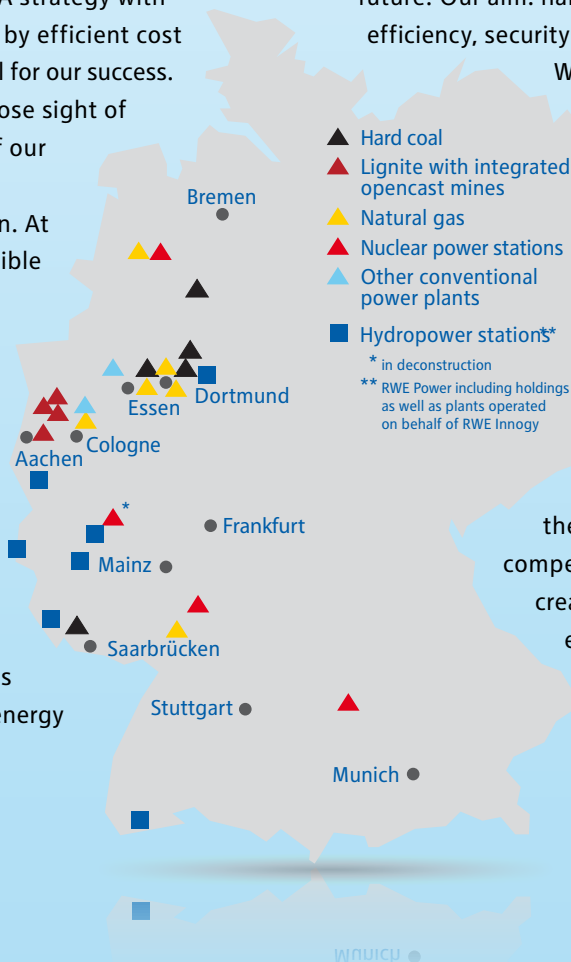 A strategy with
by efficient cost
for our success.
ose sight of
our
n. At
ible
future. Our aim:
efficiency, security
W
Hard coal
Lignite with integrated
opencast mines
Natural gas
Nuclear power stations
Other conventional
power plants
Hydropower stations**
* in deconstruction
** RWE Power including holdings
as well as plants operated
on behalf of RWE Innogy
Bremen
Essen
Dortmund
Cologne
Aachen
*
Frankfurt
Mainz
Saarbrücken
Stuttgart
Munich
the
compe
crea
e
s
energy
Munich